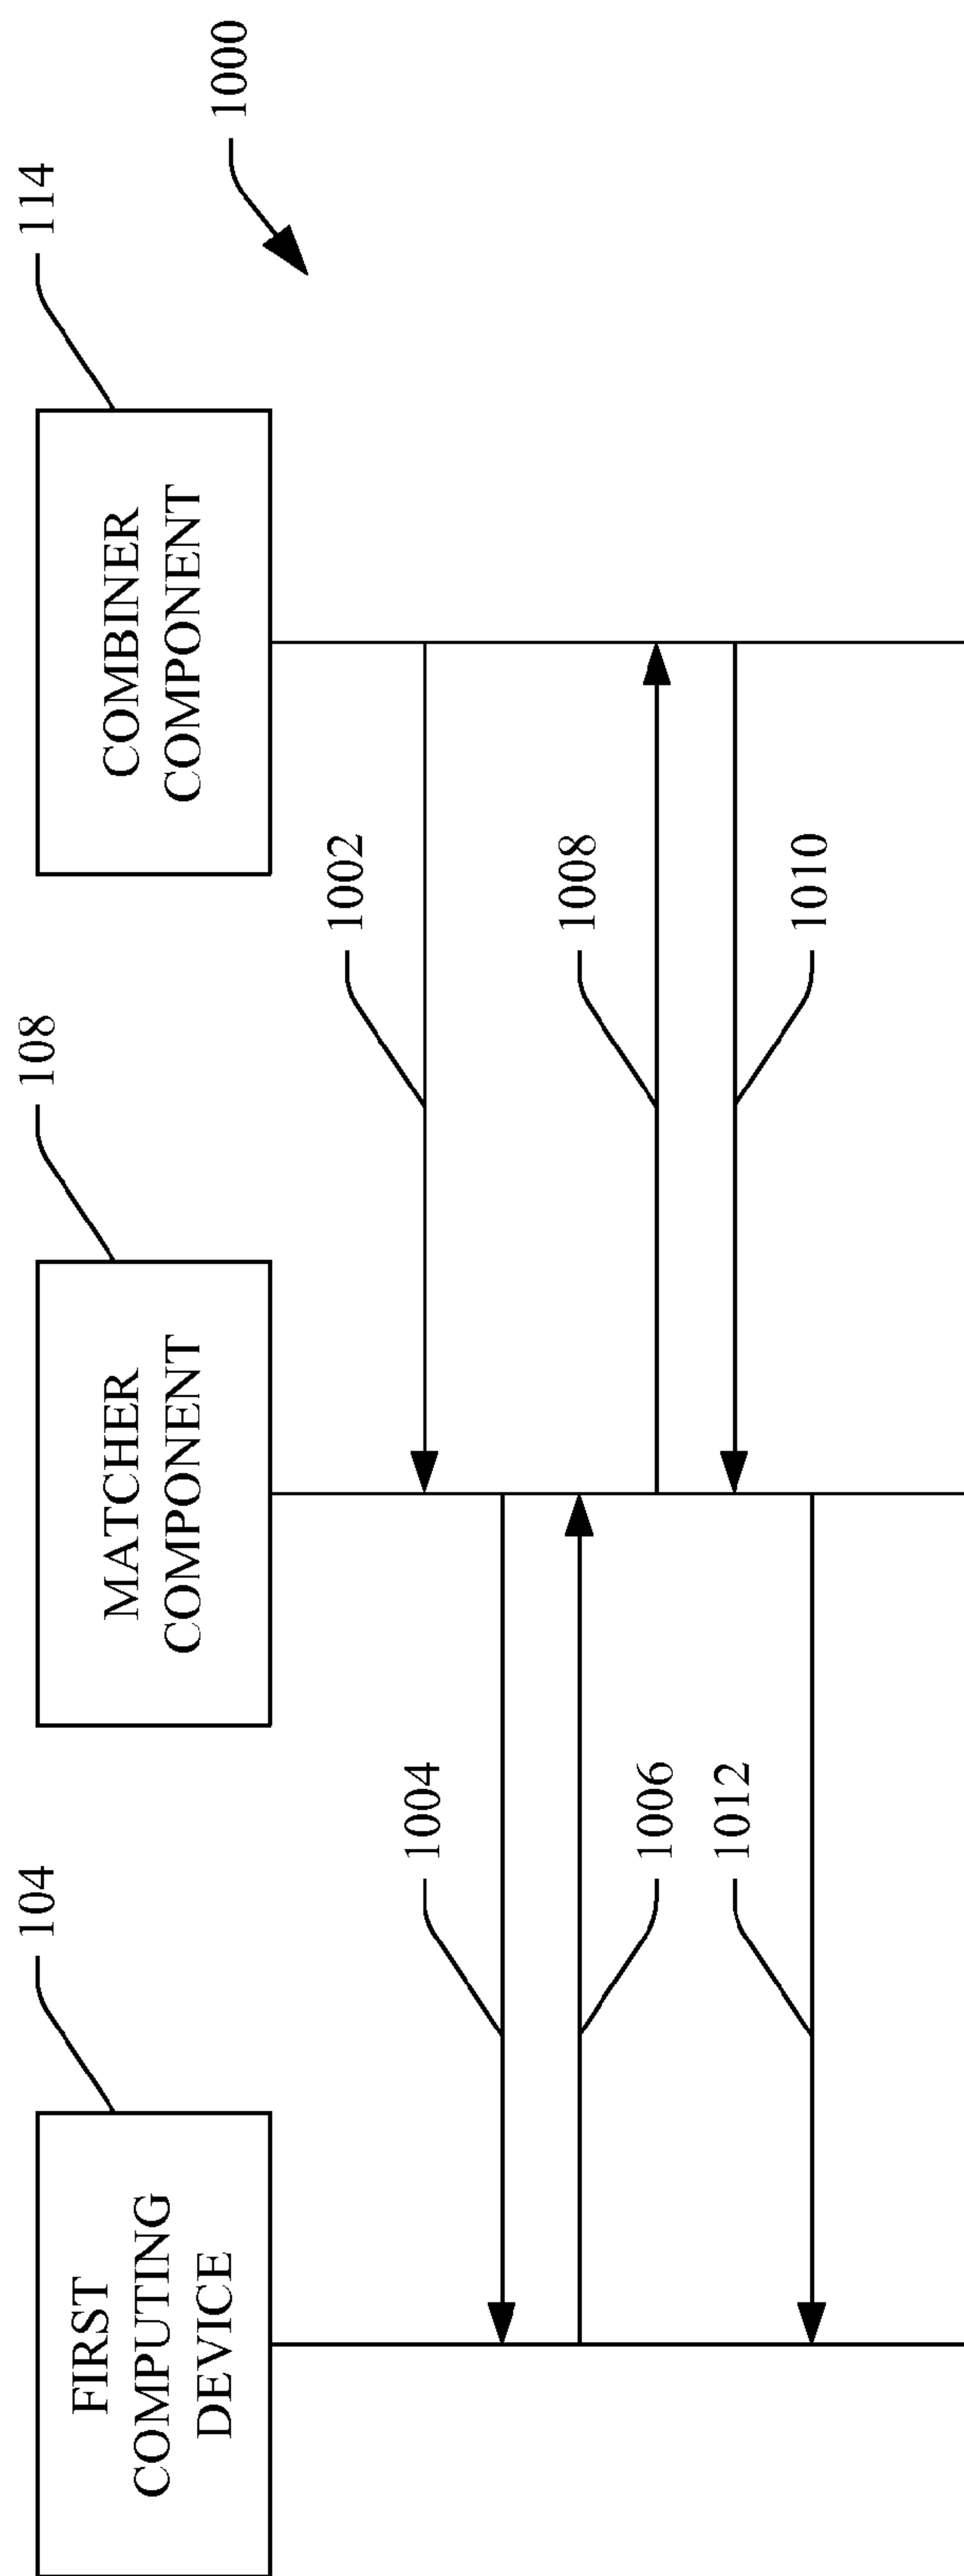 1000
104
108
114
FIRST
COMPUTING
DEVICE
MATCHER
COMPONENT
COMBINER
COMPONENT
1002
1004
1006
1008
1010
1012